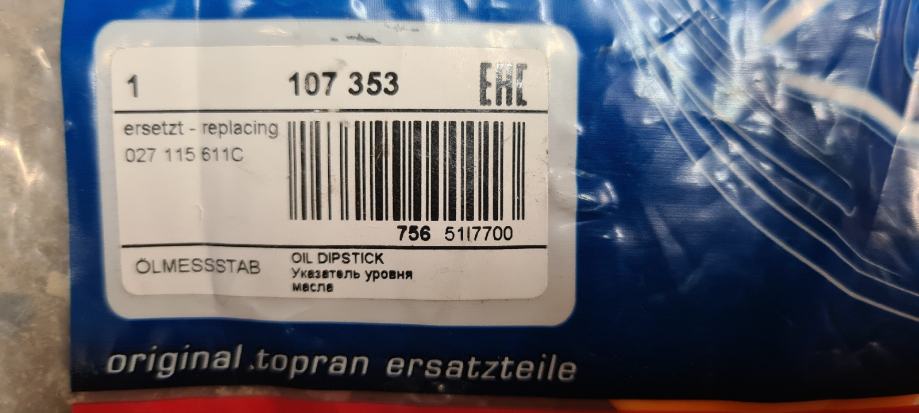 1 107 353 EAC
ersetzt - replacing
027 115 611C
756 51I7700
ÖLMESSSTAB
OIL DIPSTICK
Указатель уровня
масла
original topran ersatzteile